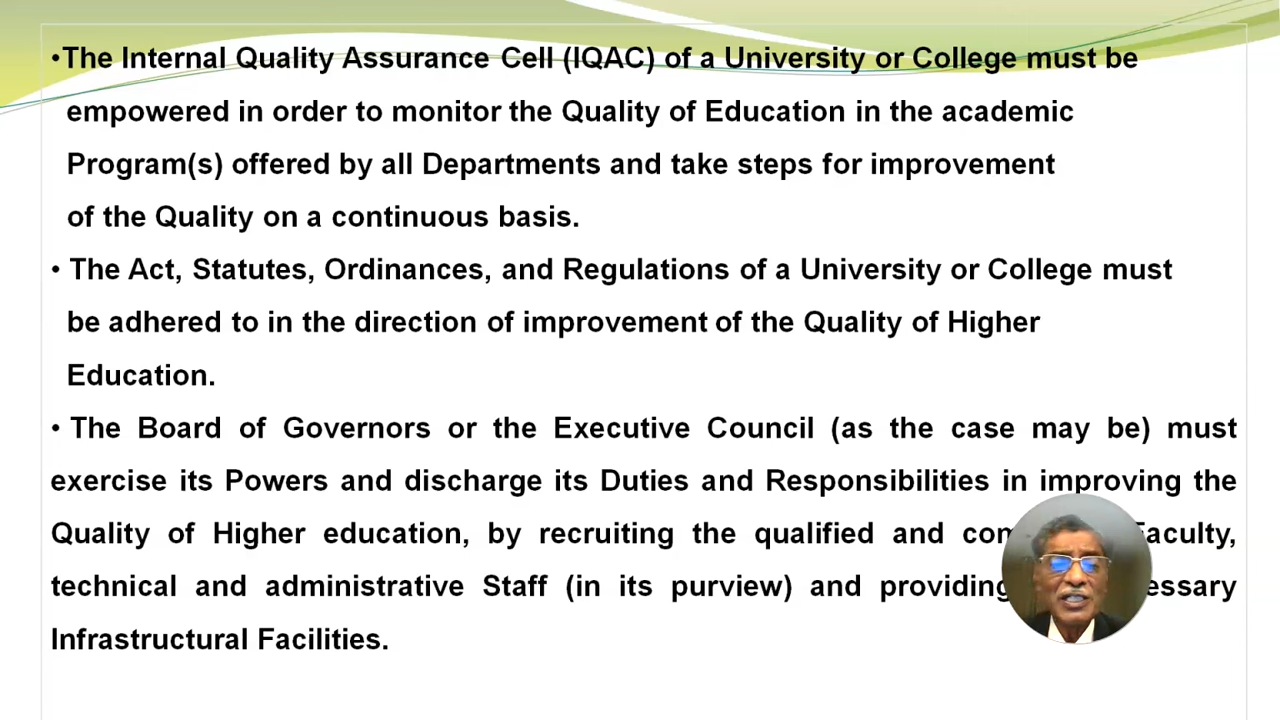 •The Internal Quality Assurance Cell (IQAC) of a University or College must be
empowered in order to monitor the Quality of Education in the academic
Program(s) offered by all Departments and take steps for improvement
of the Quality on a continuous basis.
• The Act, Statutes, Ordinances, and Regulations of a University or College must
be adhered to in the direction of improvement of the Quality of Higher
Education.
• The Board of Governors or the Executive Council (as the case may be) must
exercise its Powers and discharge its Duties and Responsibilities in improving the
Quality of Higher education, by recruiting the qualified and Faculty,
technical and administrative Staff (in its purview) and providing
Infrastructural Facilities.